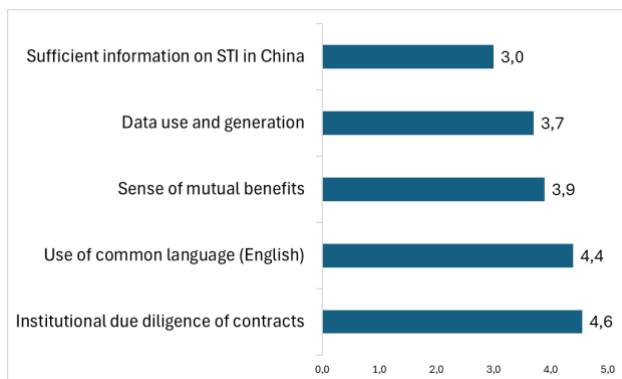 Sufficient information on STI in China
3,0
Data use and generation
3,7
Sense of mutual benefits
3,9
Use of common language (English)
4,4
Institutional due diligence of contracts
4,6
0,0 1,0 2,0 3,0 4,0 5,0